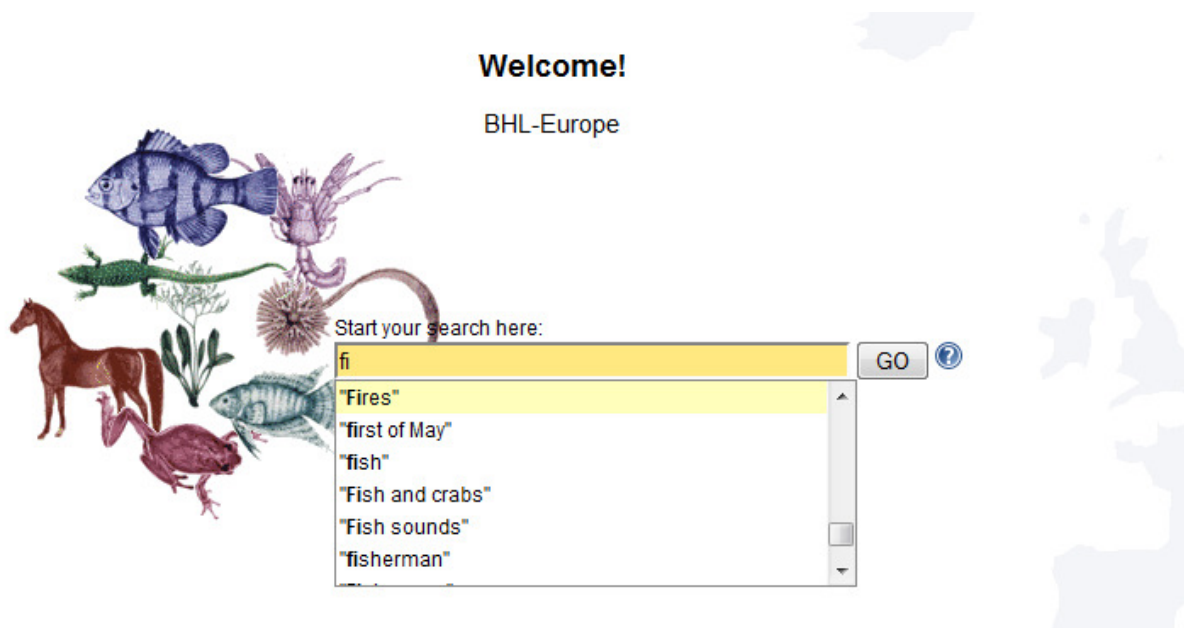 Welcome!
BHL-Europe
Start your search here:
fi
GO ?
"Fires"
"first of May"
"fish"
"Fish and crabs"
"Fish sounds"
"fisherman"